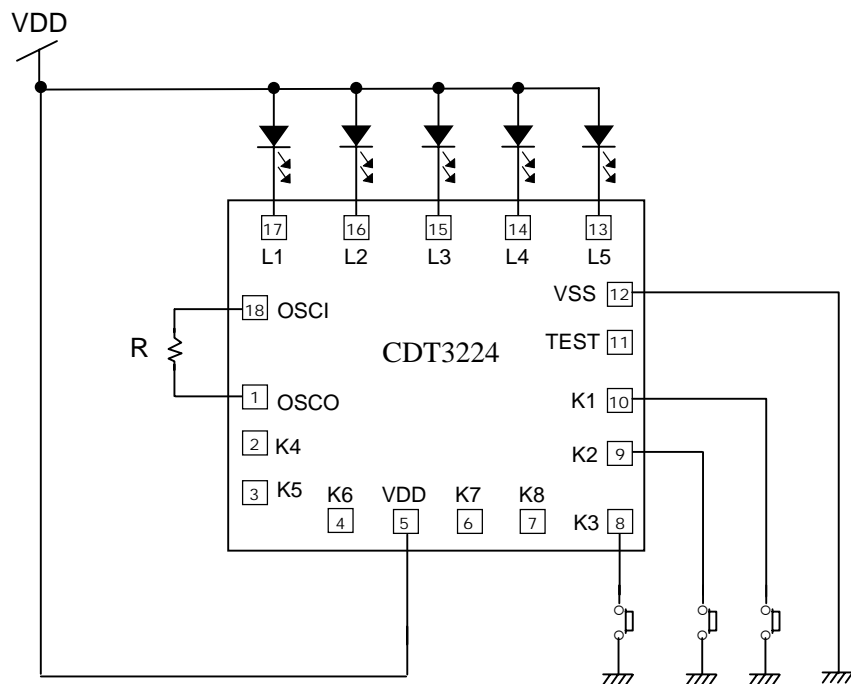 VDD
17 16 15 14 13
L1 L2 L3 L4 L5
VSS 12
18 OSCI
TEST 11
R
CDT3224
1 OSCO
K1 10
2 K4
K2 9
3 K5
K6 VDD K7 K8
4 5 6 7
K3 8